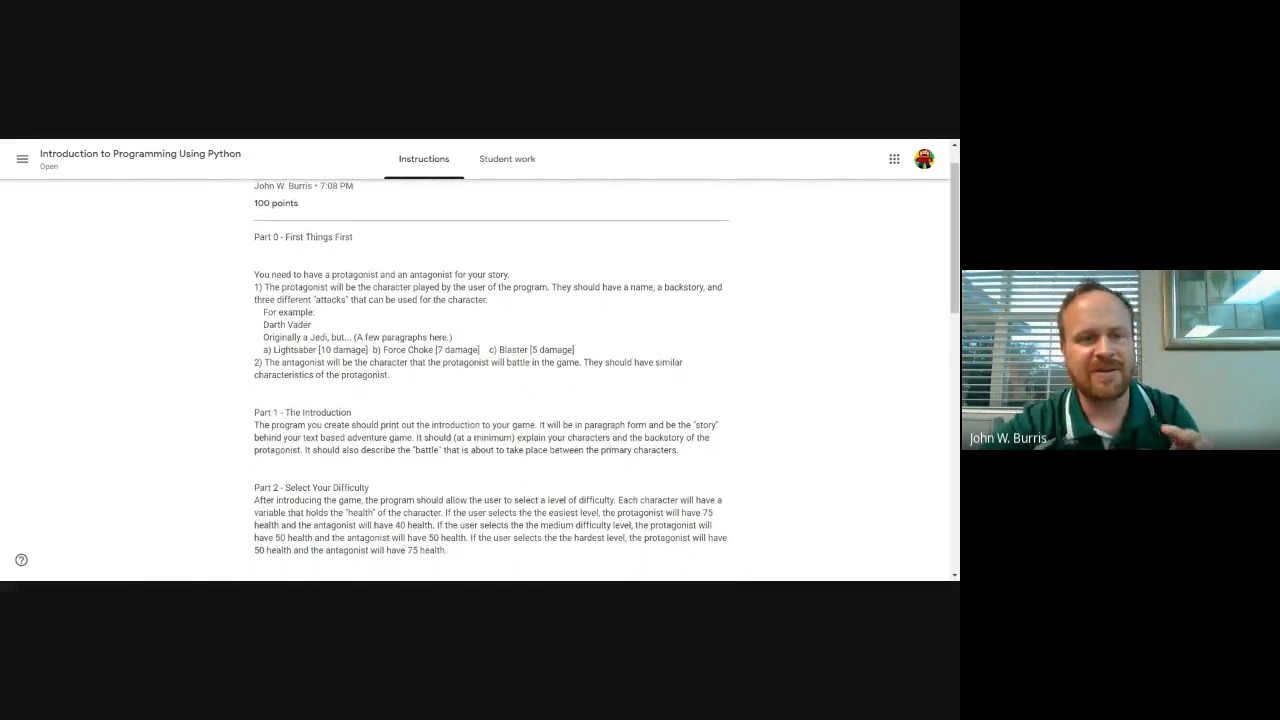 Introduction to Programming Using Python
Open
Instructions
Student work
John W. Burris • 7:08 PM
100 points
Part 0 - First Things First
You need to have a protagonist and an antagonist for your story.
1) The protagonist will be the character played by the user of the program. They should have a name, a backstory, and
three different "attacks" that can be used for the character.
For example:
Darth Vader
Originally a Jedi, but... (A few paragraphs here.)
a) Lightsaber [10 damage] b) Force Choke [7 damage] c) Blaster [5 damage]
2) The antagonist will be the character that the protagonist will battle in the game. They should have similar
characteristics of the protagonist.
Part 1 - The Introduction
The program you create should print out the introduction to your game. It will be in paragraph form and be the "story"
behind your text based adventure game. It should (at a minimum) explain your characters and the backstory of the
protagonist. It should also describe the "battle" that is about to take place between the primary characters.
Part 2 - Select Your Difficulty
After introducing the game, the program should allow the user to select a level of difficulty. Each character will have a
variable that holds the "health" of the character. If the user selects the the easiest level, the protagonist will have 75
health and the antagonist will have 40 health. If the user selects the the medium difficulty level, the protagonist will
have 50 health and the antagonist will have 50 health. If the user selects the the hardest level, the protagonist will have
50 health and the antagonist will have 75 health.
John W. Burris